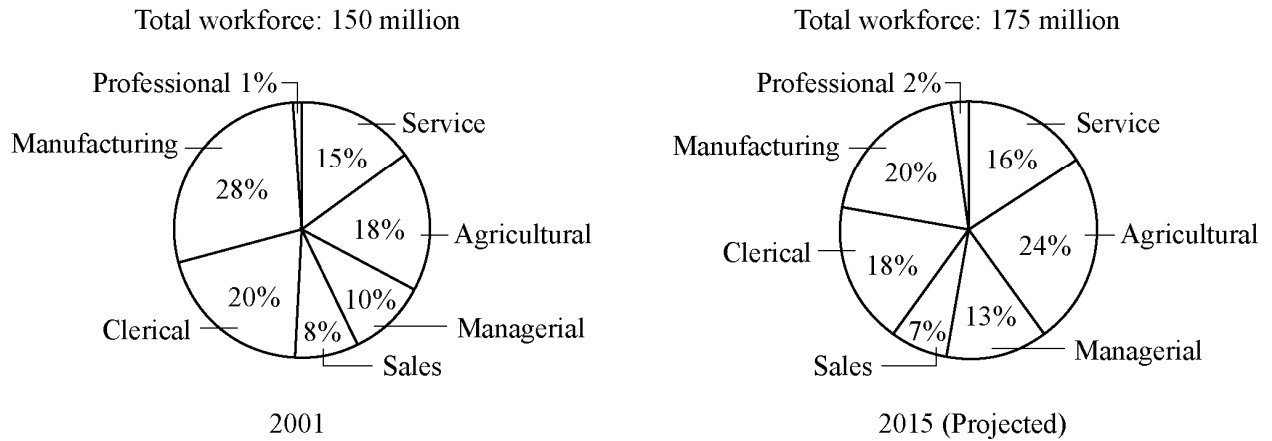 Total workforce: 150 million
Professional 1%
Service
Manufacturing
15%
28%
18%
Agricultural
20%
10%
Clerical
8%
Managerial
Sales
2001
Total workforce: 175 million
Professional 2%
Service
Manufacturing
20%
16%
Agricultural
24%
Clerical
18%
13%
7%
Managerial
Sales
2015 (Projected)